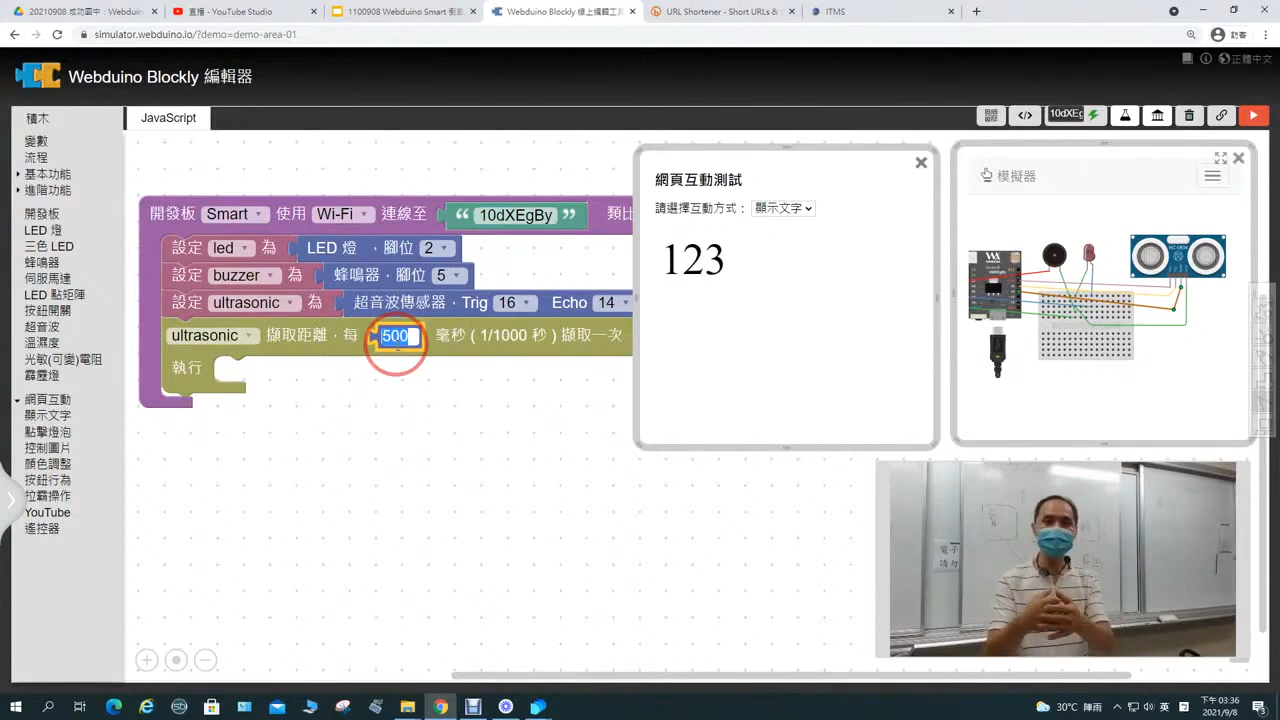 20210908 成功國中: Webduin
直播 - YouTube Studio
1100908 Webduino Smart 例
Webduino Blockly 線上編輯工具
URL Shortener - Short URLs &
ITMS
simulator.webduino.io/?demo=demo-area-01
訪客
Webduino Blockly 編輯器
正體中文
積木
JavaScript
10dXEg
變數
流程
基本功能
進階功能
開發板
LED 燈
三色 LED
蜂鳴器
伺服馬達
LED 點矩陣
按鈕開關
超音波
溫濕度
光敏(可變)電阻
霹靂燈
網頁互動
顯示文字
點擊燈泡
控制圖片
顏色調整
按鈕行為
拉霸操作
YouTube
遙控器
開發板 Smart 使用 Wi-Fi 連線至 “ 10dXEgBy ” 類比
設定 led 為 LED 燈 ，腳位 2
設定 buzzer 為 蜂鳴器，腳位 5
設定 ultrasonic 為 超音波傳感器，Trig 16 Echo 14
ultrasonic 擷取距離，每 500 毫秒 ( 1/1000 秒 ) 擷取一次
執行
網頁互動測試
請選擇互動方式： 顯示文字
123
模擬器
HC-SR04
電子
請勿
30°C 陣雨
英
下午 03:36
2021/9/8
3